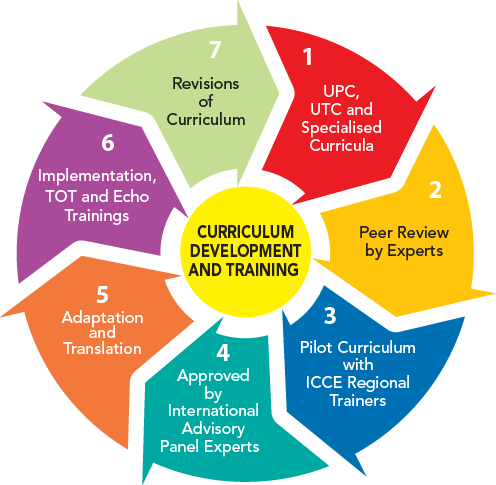 1
UPC,
UTC and
Specialised
Curricula
2
Peer Review
by Experts
3
Pilot Curriculum
with
ICCE Regional
Trainers
4
Approved
by
International
Advisory
Panel Experts
5
Adaptation
and
Translation
6
Implementation,
TOT and Echo
Trainings
7
Revisions
of
Curriculum
CURRICULUM
DEVELOPMENT
AND TRAINING